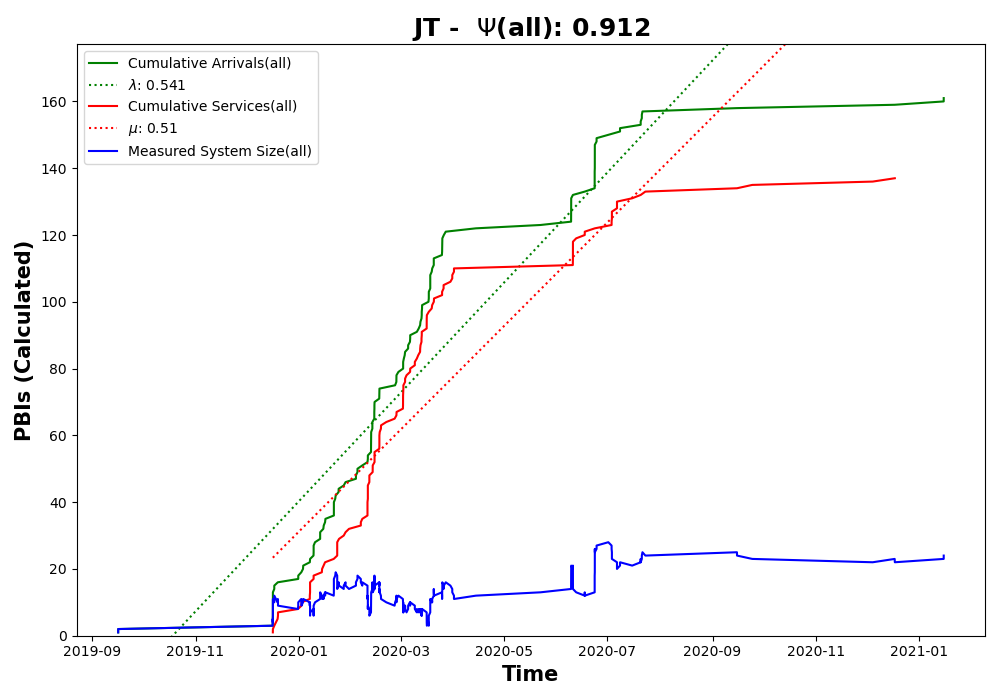 JT -  Ψ(all): 0.912
Cumulative Arrivals(all)
λ: 0.541
Cumulative Services(all)
μ: 0.51
Measured System Size(all)
PBIs (Calculated)
160
140
120
100
80
60
40
20
0
2019-09 2019-11 2020-01 2020-03 2020-05 2020-07 2020-09 2020-11 2021-01
Time